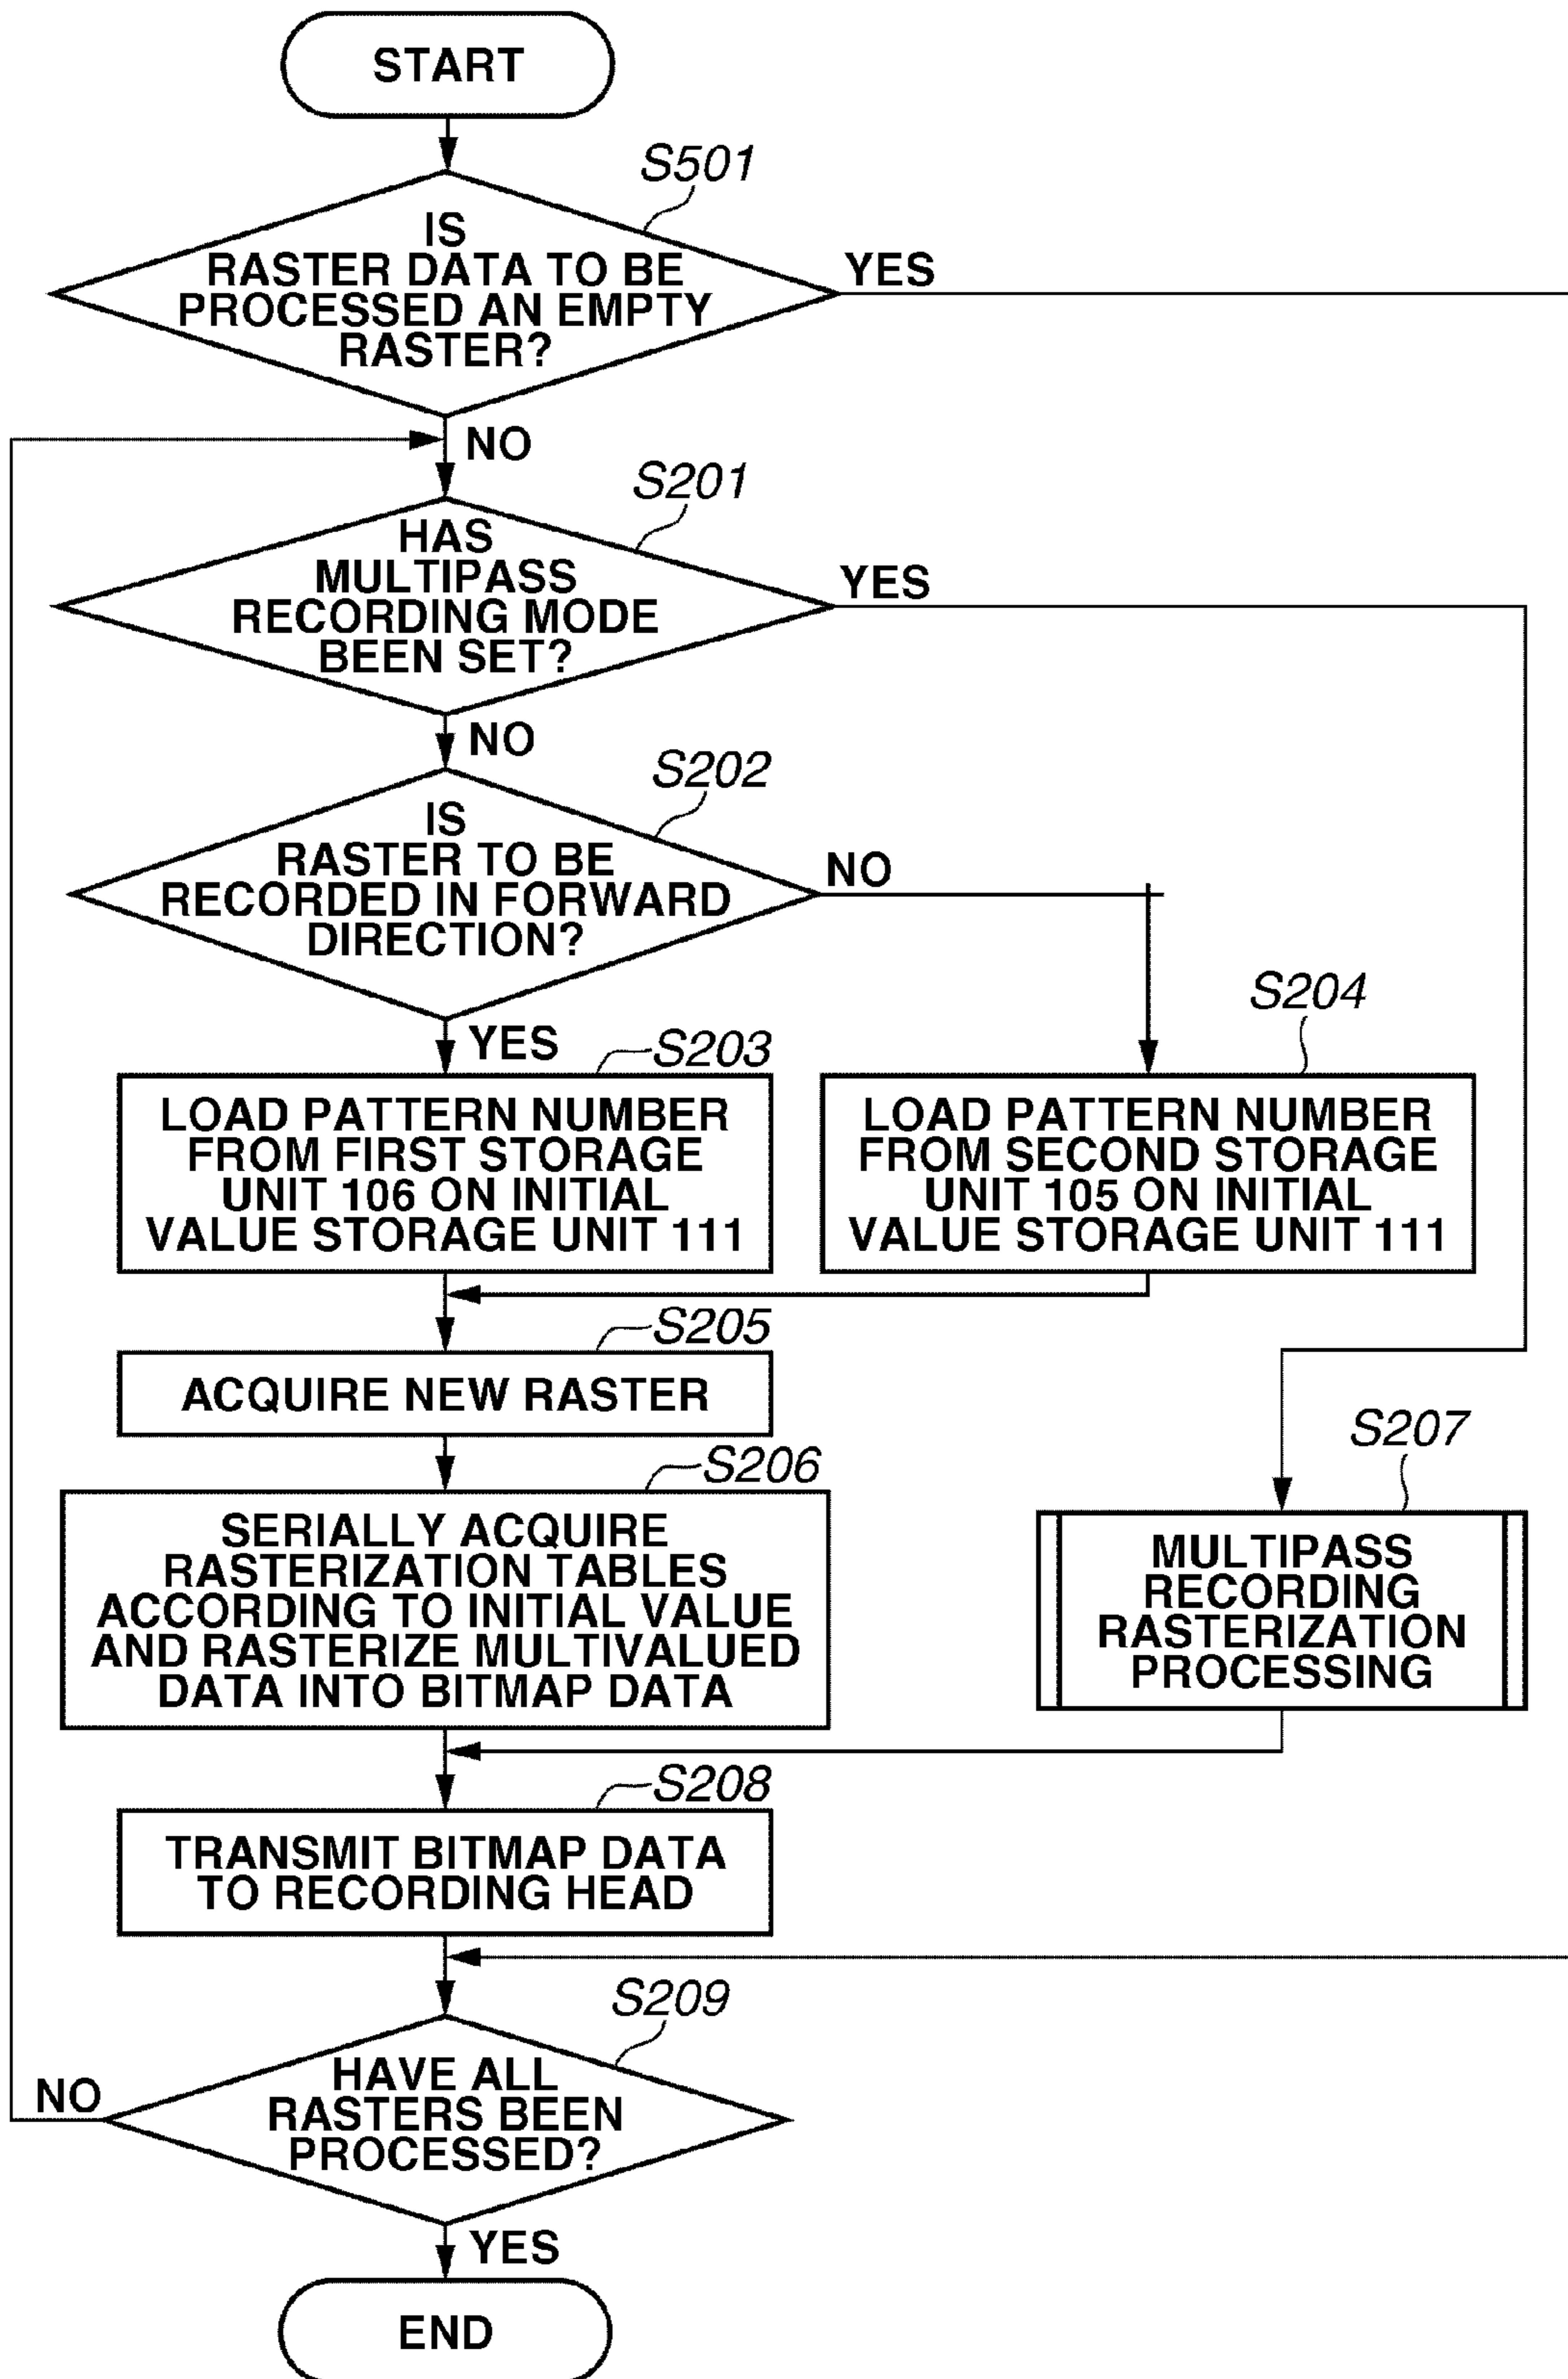 START
S501
IS
RASTER DATA TO BE
PROCESSED AN EMPTY
RASTER?
YES
NO
S201
HAS
MULTIPASS
RECORDING MODE
BEEN SET?
YES
NO
S202
IS
RASTER TO BE
RECORDED IN FORWARD
DIRECTION?
NO
YES
S203
LOAD PATTERN NUMBER
FROM FIRST STORAGE
UNIT 106 ON INITIAL
VALUE STORAGE UNIT 111
S204
LOAD PATTERN NUMBER
FROM SECOND STORAGE
UNIT 105 ON INITIAL
VALUE STORAGE UNIT 111
S205
ACQUIRE NEW RASTER
S206
SERIALLY ACQUIRE
RASTERIZATION TABLES
ACCORDING TO INITIAL VALUE
AND RASTERIZE MULTIVALUED
DATA INTO BITMAP DATA
S207
MULTIPASS
RECORDING
RASTERIZATION
PROCESSING
S208
TRANSMIT BITMAP DATA
TO RECORDING HEAD
S209
HAVE ALL
RASTERS BEEN
PROCESSED?
NO
YES
END